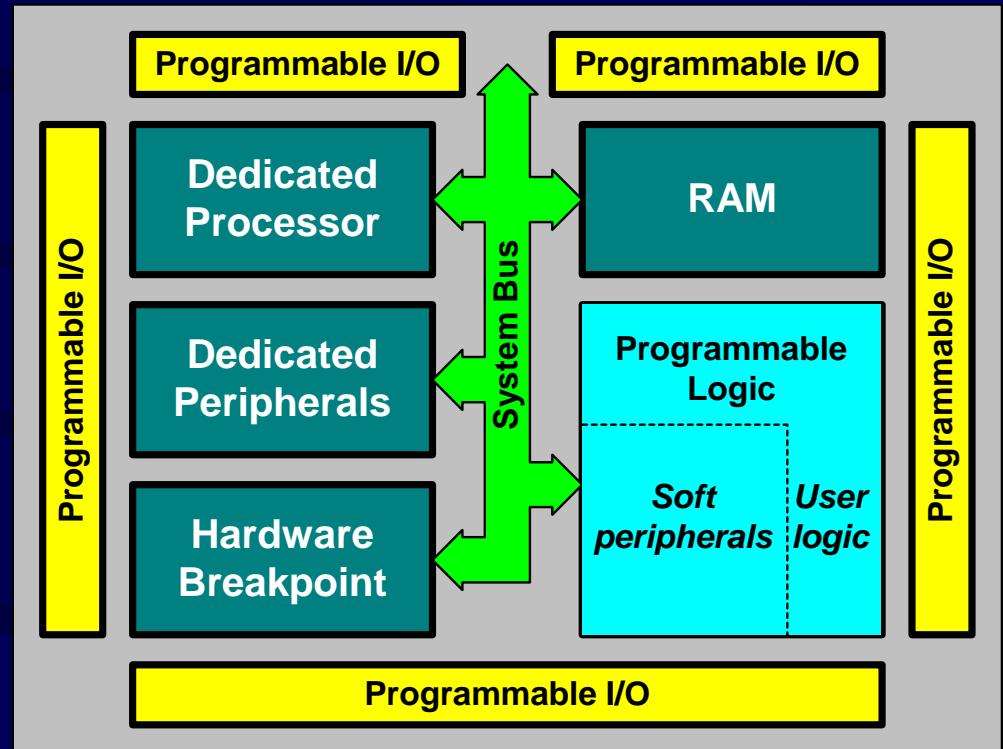 Programmable I/O
Programmable I/O
Programmable I/O
Dedicated
Processor
System Bus
RAM
Programmable I/O
Dedicated
Peripherals
Programmable
Logic
Soft
peripherals
User
logic
Hardware
Breakpoint
Programmable I/O